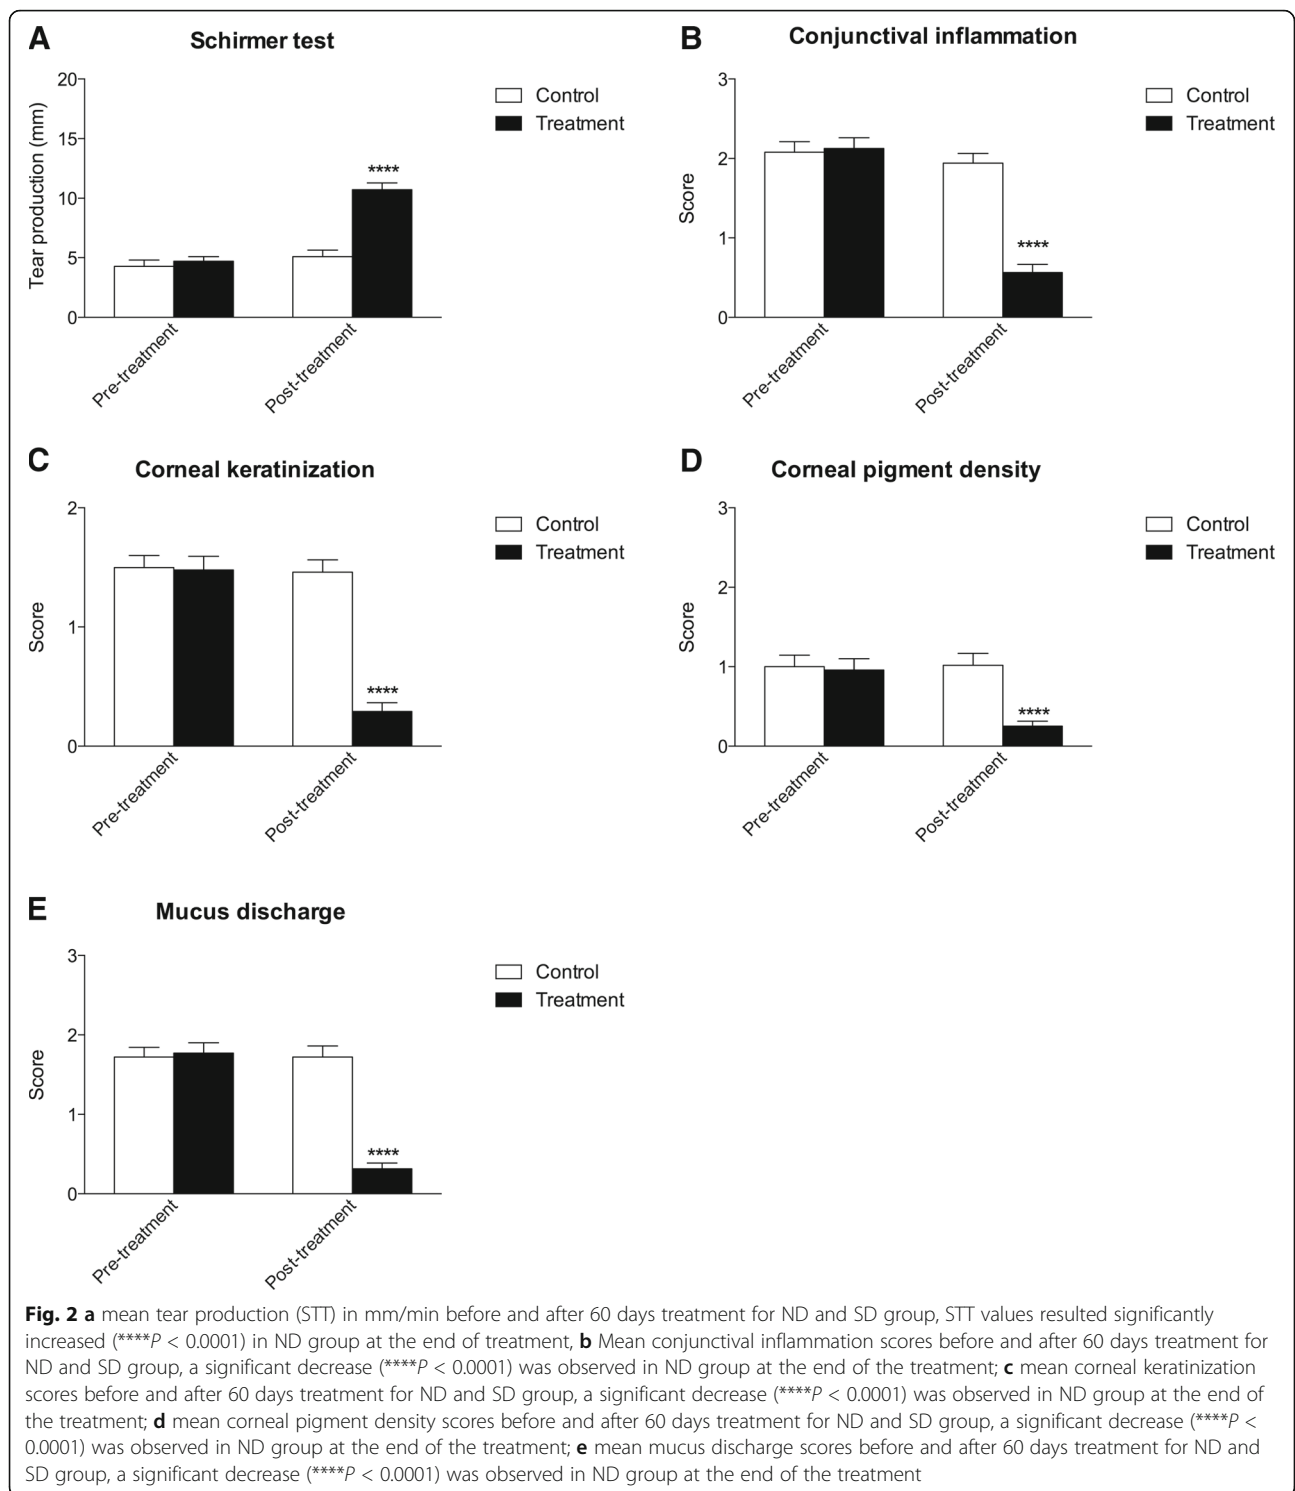 A
Schirmer test
20
15
10
5
0
Tear production (mm)
Control
Treatment
****
Pre-treatment
Post-treatment
B
Conjunctival inflammation
3
2
1
0
Score
Control
Treatment
****
Pre-treatment
Post-treatment
C
Corneal keratinization
2
1
0
Score
Control
Treatment
****
Pre-treatment
Post-treatment
D
Corneal pigment density
3
2
1
0
Score
Control
Treatment
****
Pre-treatment
Post-treatment
E
Mucus discharge
3
2
1
0
Score
Control
Treatment
****
Pre-treatment
Post-treatment
Fig. 2 a mean tear production (STT) in mm/min before and after 60 days treatment for ND and SD group, STT values resulted significantly
increased (****P < 0.0001) in ND group at the end of treatment, b Mean conjunctival inflammation scores before and after 60 days treatment for
ND and SD group, a significant decrease (****P < 0.0001) was observed in ND group at the end of the treatment; c mean corneal keratinization
scores before and after 60 days treatment for ND and SD group, a significant decrease (****P < 0.0001) was observed in ND group at the end of
the treatment; d mean corneal pigment density scores before and after 60 days treatment for ND and SD group, a significant decrease (****P <
0.0001) was observed in ND group at the end of the treatment; e mean mucus discharge scores before and after 60 days treatment for ND and
SD group, a significant decrease (****P < 0.0001) was observed in ND group at the end of the treatment